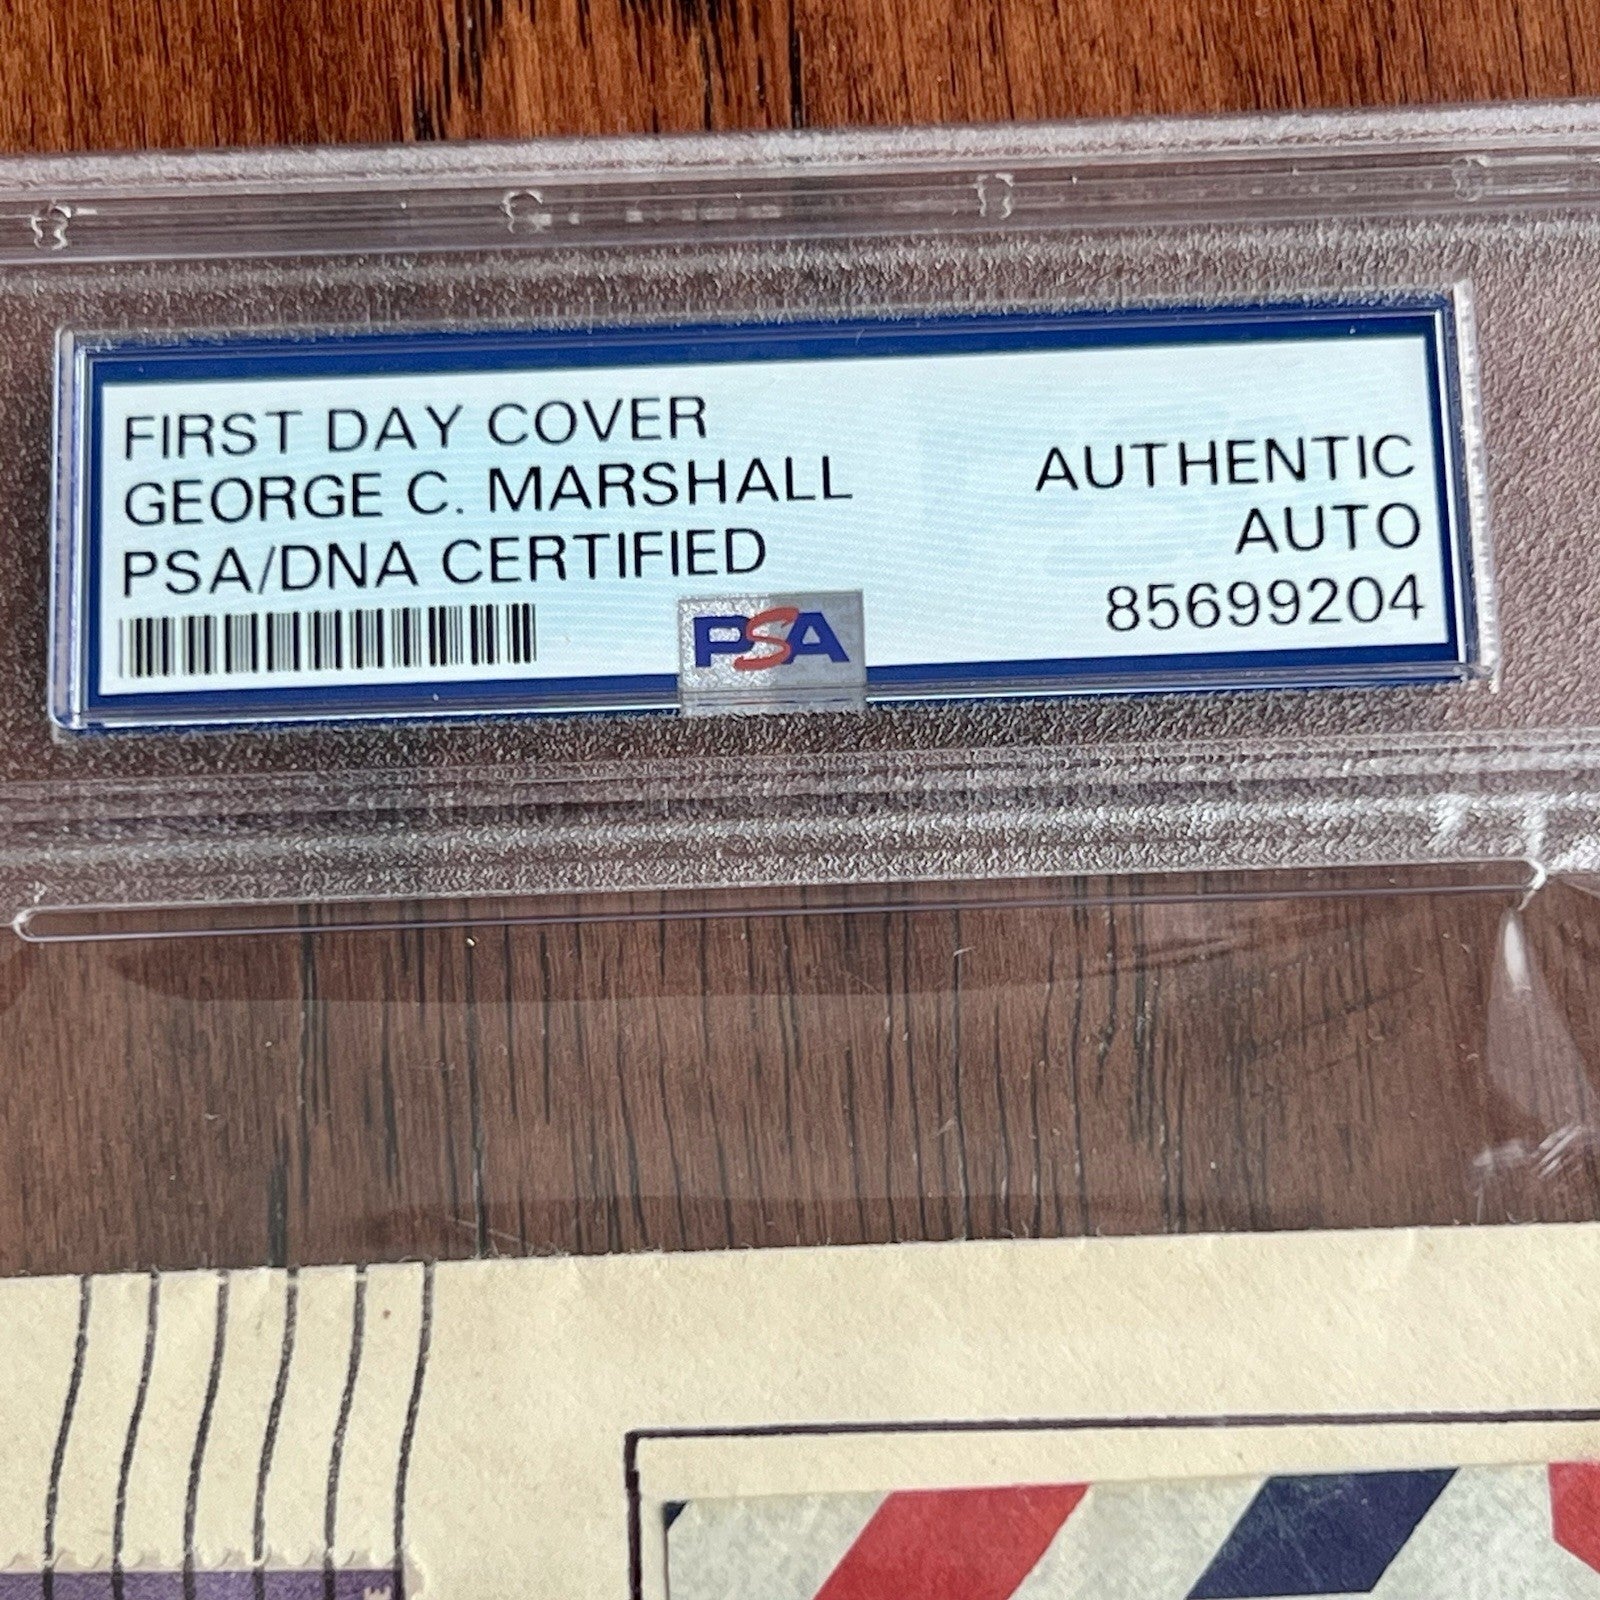 FIRST DAY COVER
GEORGE C. MARSHALL
PSA/DNA CERTIFIED
AUTHENTIC
AUTO
85699204
PSA